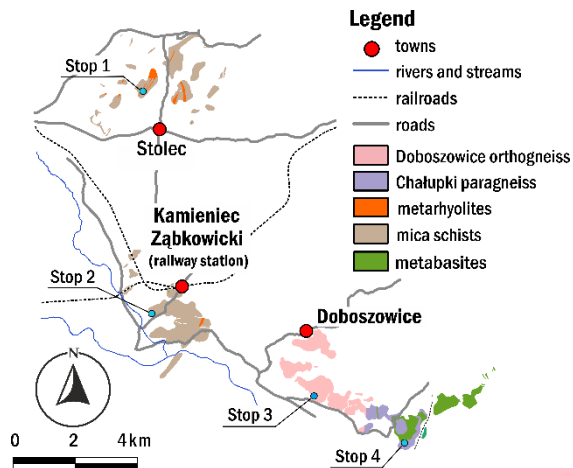 Legend
towns
rivers and streams
railroads
roads
Doboszowice orthogneiss
Chałupki paragneiss
metarhyolites
mica schists
metabasites
Stop 1
Stolec
Kamieniec
Ząbkowicki
(railway station)
Stop 2
Doboszowice
Stop 3
Stop 4
N
0 2 4 km